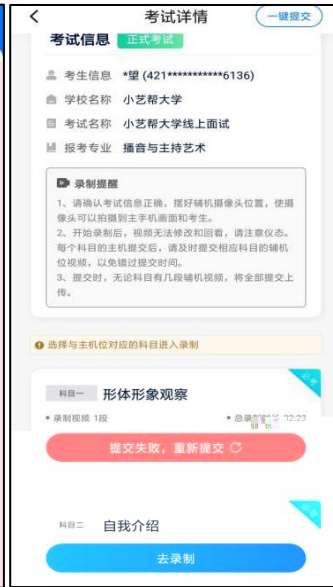 考试详情
一键提交
考试信息 正式考试
考生信息 *望 (421***********6136)
学校名称 小艺帮大学
考试名称 小艺帮大学线上面试
报考专业 播音与主持艺术
录制提醒
1、请确认考试信息正确，摆好辅机摄像头位置，使摄
像头可以拍摄到主手机画面和考生。
2、开始录制后，视频无法修改和回看，请注意仪态。
每个科目的主机提交后，请及时提交相应科目的辅机
位视频，以免错过提交时间。
3、提交时，无论科目有几段辅机视频，将全部提交上
传。
选择与主机位对应的科目进入录制
科目一 形体形象观察
• 录制视频 1段
02:23
提交失败，重新提交
科目二 自我介绍
去录制